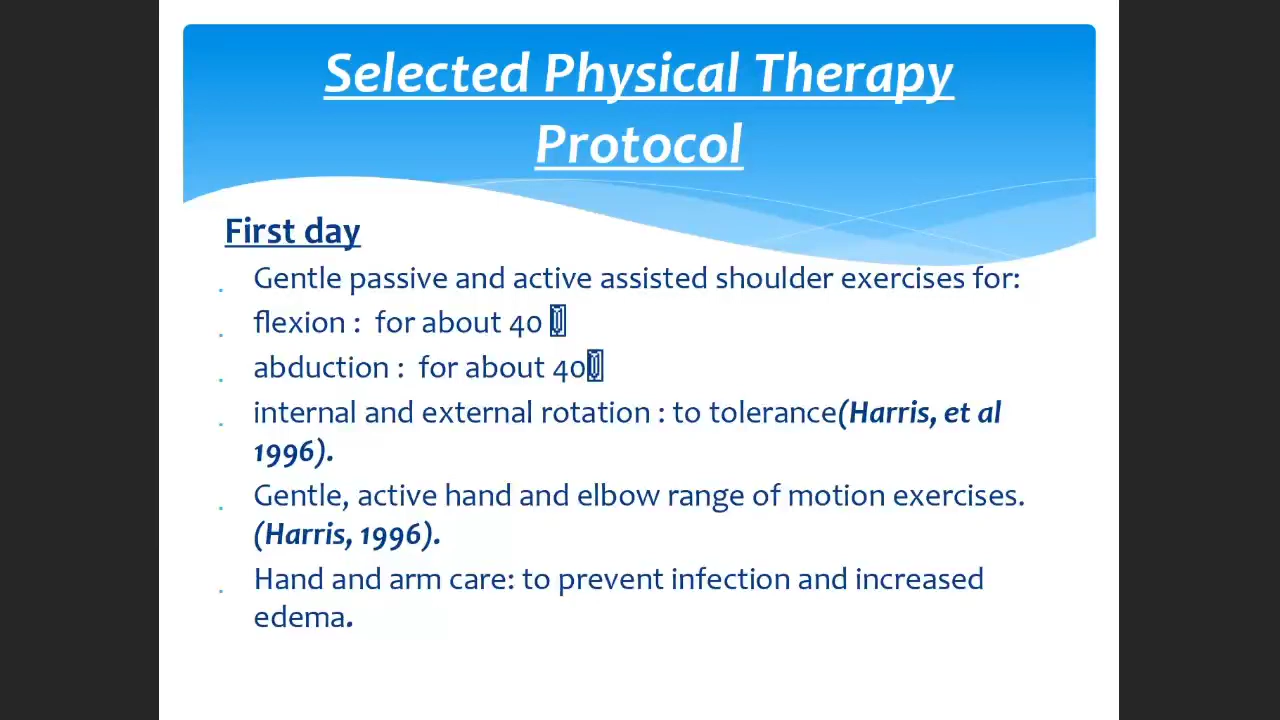 Selected Physical Therapy
Protocol
First day
Gentle passive and active assisted shoulder exercises for:
flexion : for about 40
abduction : for about 40
internal and external rotation : to tolerance(Harris, et al
1996).
Gentle, active hand and elbow range of motion exercises.
(Harris, 1996).
Hand and arm care: to prevent infection and increased
edema.